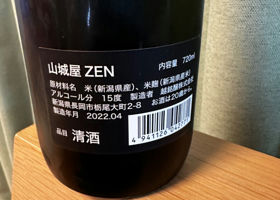 山城屋 ZEN
内容量 720ml
原材料名 米(新潟県産)、米麹(新潟県産米)
アルコール分 15度 製造者 越銘醸株式会社
新潟県長岡市栃尾大町2-8 お酒は20歳から。
製造年月 2022.04
品目 清酒